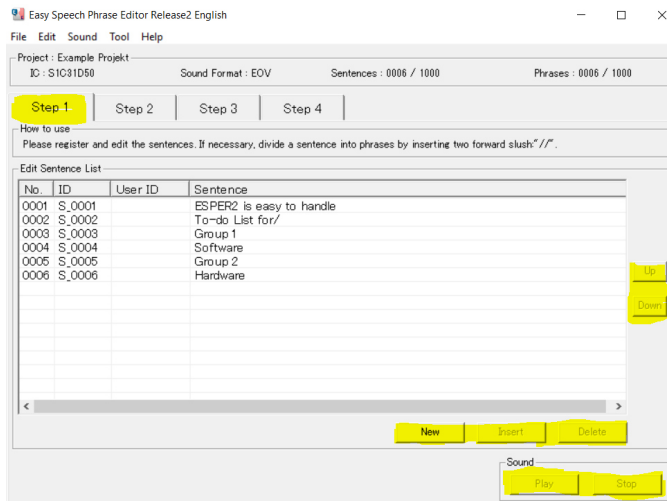 Easy Speech Phrase Editor Release2 English
File Edit Sound Tool Help
Project : Example Projekt
IC : S1C31D50 Sound Format : EOV Sentences : 0006 / 1000 Phrases : 0006 / 1000
Step 1 Step 2 Step 3 Step 4
How to use
Please register and edit the sentences. If necessary, divide a sentence into phrases by inserting two forward slush:"//".
Edit Sentence List
No. ID User ID Sentence
0001 S_0001 ESPER2 is easy to handle
0002 S_0002 To-do List for/
0003 S_0003 Group 1
0004 S_0004 Software
0005 S_0005 Group 2
0006 S_0006 Hardware
Up
Down
New Insert Delete
Sound
Play Stop